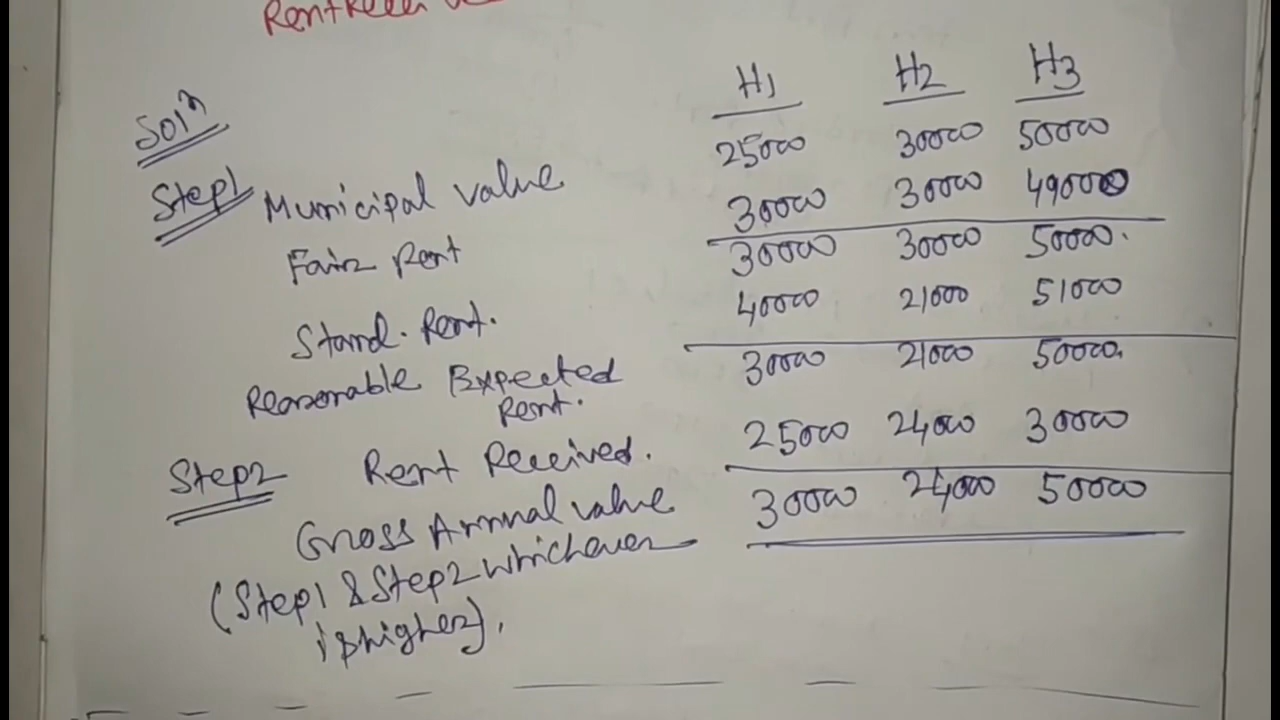 H1 H2 H3
Solⁿ
Step1 Municipal value 25000 30000 50000
Fair Rent 30000 30000 49000
30000 30000 50000.
Stand. Rent. 40000 21000 51000
Reasonable Expected Rent. 30000 21000 50000.
Step2 Rent Received. 25000 24000 30000
Gross Annual value 30000 24000 50000
(Step1 & Step2 whichever
is higher).